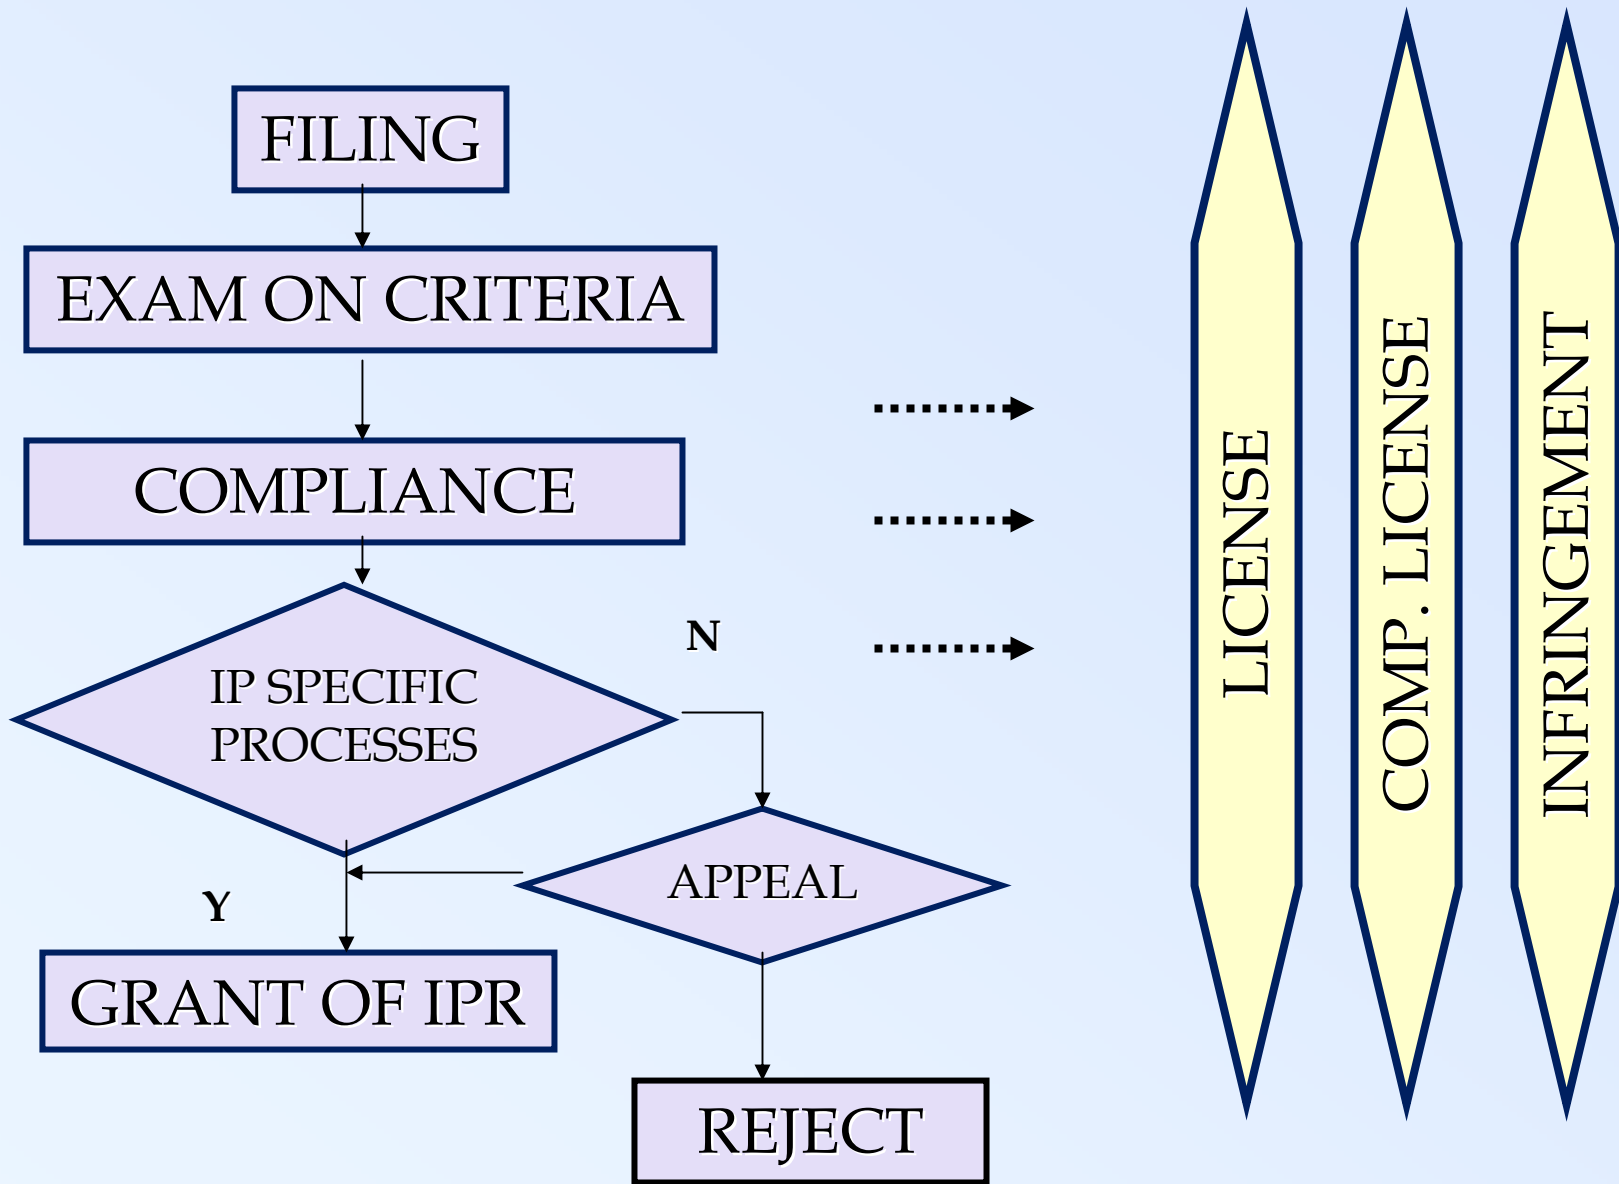 FILING
EXAM ON CRITERIA
COMPLIANCE
N
IP SPECIFIC
PROCESSES
APPEAL
Y
GRANT OF IPR
REJECT
LICENSE
COMP. LICENSE
INFRINGEMENT